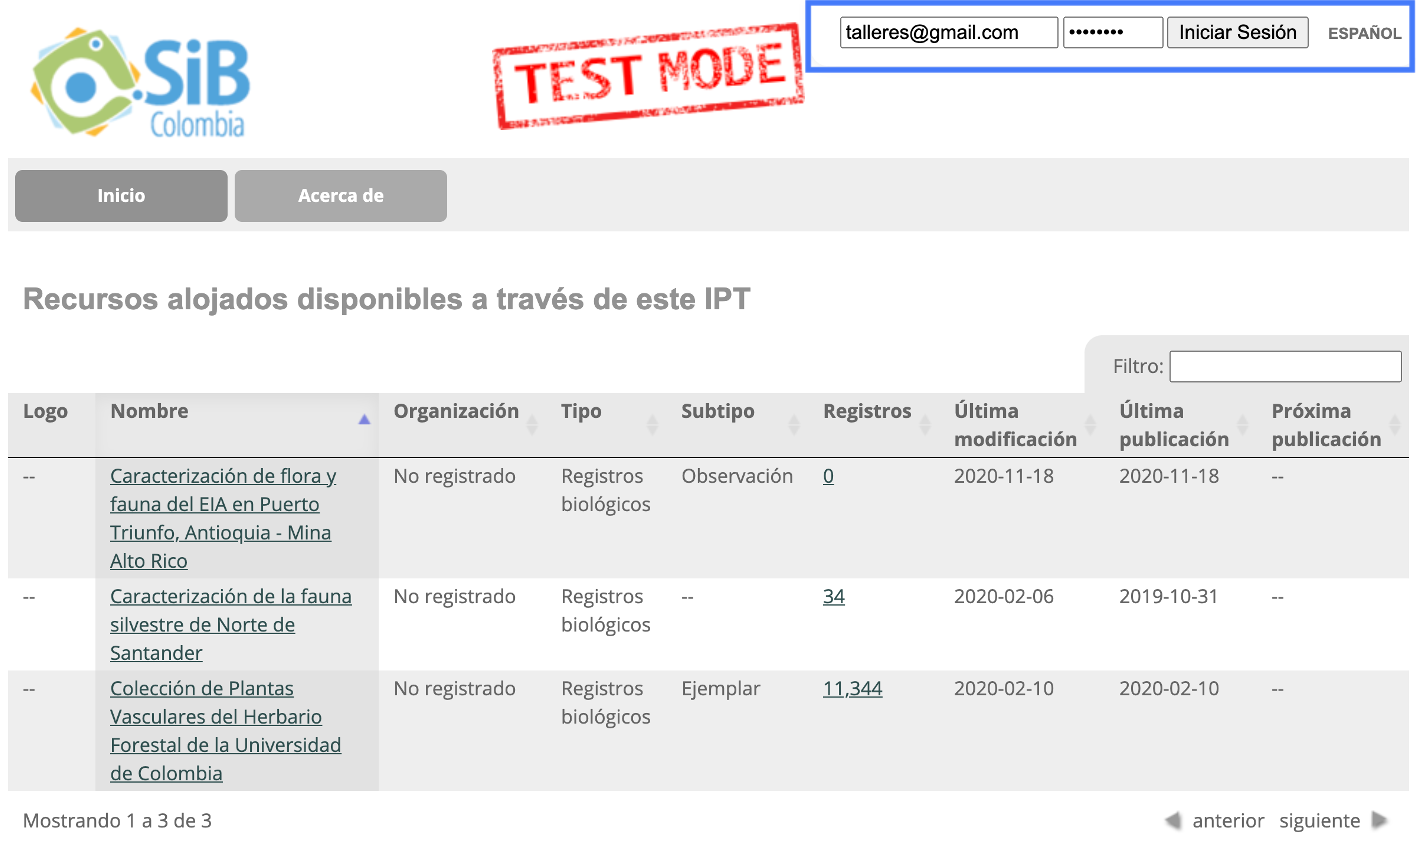 SiB
Colombia
TEST MODE
talleres@gmail.com •••••••• Iniciar Sesión ESPAÑOL
Inicio Acerca de
Recursos alojados disponibles a través de este IPT
Filtro:
Logo Nombre Organización Tipo Subtipo Registros Última modificación Última publicación Próxima publicación
-- Caracterización de flora y No registrado Registros Observación 0 2020-11-18 2020-11-18 --
fauna del EIA en Puerto biológicos
Triunfo, Antioquia - Mina
Alto Rico
-- Caracterización de la fauna No registrado Registros -- 34 2020-02-06 2019-10-31 --
silvestre de Norte de biológicos
Santander
-- Colección de Plantas No registrado Registros Ejemplar 11,344 2020-02-10 2020-02-10 --
Vasculares del Herbario biológicos
Forestal de la Universidad
de Colombia
Mostrando 1 a 3 de 3 anterior siguiente